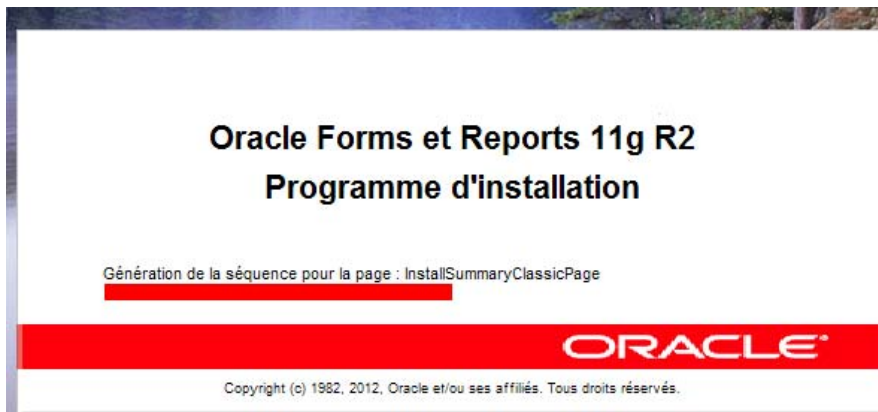 Oracle Forms et Reports 11g R2
Programme d'installation
Génération de la séquence pour la page : InstallSummaryClassicPage
ORACLE®
Copyright (c) 1982, 2012, Oracle et/ou ses affiliés. Tous droits réservés.